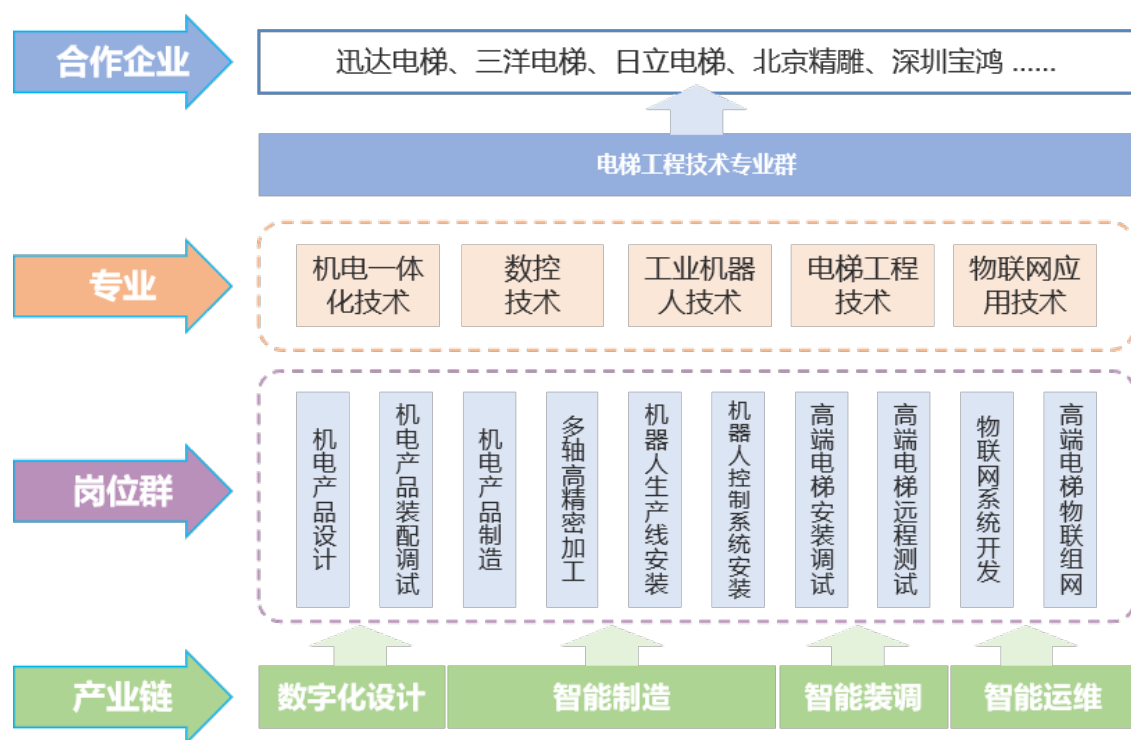 合作企业
迅达电梯、三洋电梯、日立电梯、北京精雕、深圳宝鸿 ......
电梯工程技术专业群
专业
机电一体
化技术
数控
技术
工业机器
人技术
电梯工程
技术
物联网应
用技术
岗位群
机电产品设计
机电产品装配调试
机电产品制造
多轴高精密加工
机器人生产线安装
机器人控制系统安装
高端电梯安装调试
高端电梯远程测试
物联网系统开发
高端电梯物联组网
产业链
数字化设计
智能制造
智能装调
智能运维